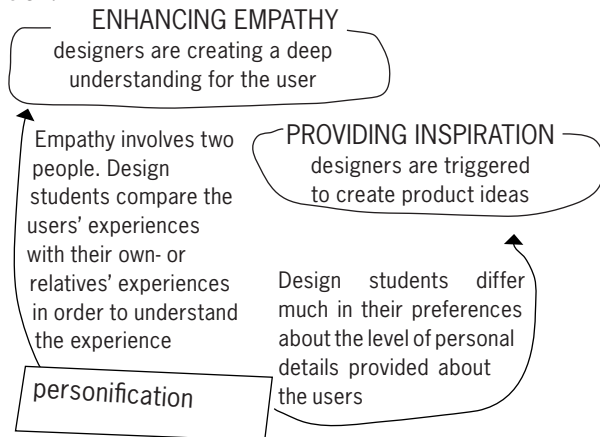 ENHANCING EMPATHY
designers are creating a deep
understanding for the user
Empathy involves two
people. Design
students compare the
users' experiences
with their own- or
relatives' experiences
in order to understand
the experience
PROVIDING INSPIRATION
designers are triggered
to create product ideas
Design students differ
much in their preferences
about the level of personal
details provided about
the users
personification